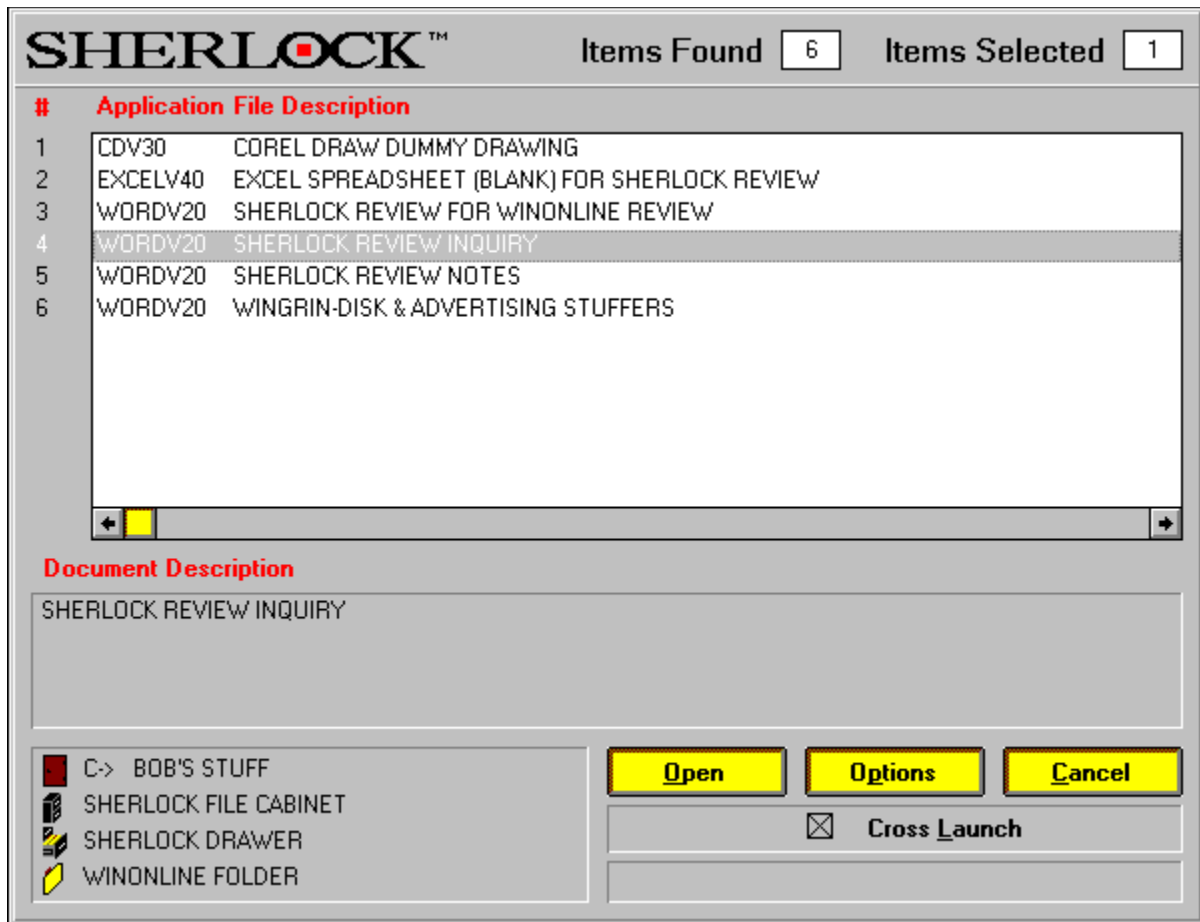 SHERLOCK™ Items Found 6 Items Selected 1
# Application File Description
1 CDV30 COREL DRAW DUMMY DRAWING
2 EXCELV40 EXCEL SPREADSHEET (BLANK) FOR SHERLOCK REVIEW
3 WORDV20 SHERLOCK REVIEW FOR WINONLINE REVIEW
4 WORDV20 SHERLOCK REVIEW INQUIRY
5 WORDV20 SHERLOCK REVIEW NOTES
6 WORDV20 WINGRIN-DISK & ADVERTISING STUFFERS
Document Description
SHERLOCK REVIEW INQUIRY
C-> BOB'S STUFF
SHERLOCK FILE CABINET
SHERLOCK DRAWER
WINONLINE FOLDER
Open Options Cancel
Cross Launch